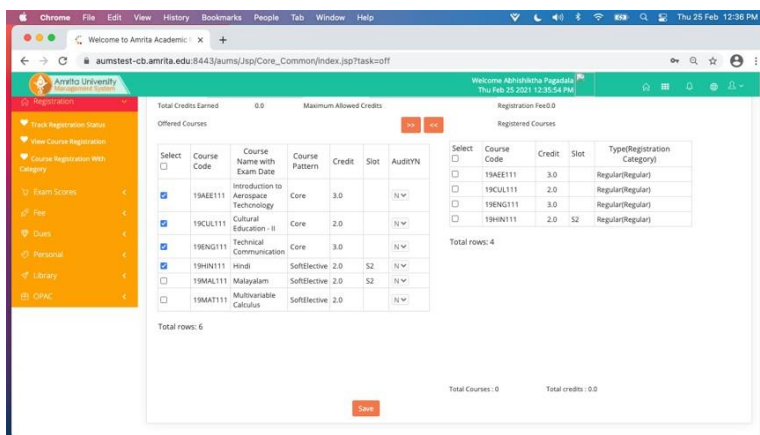 Chrome File Edit View History Bookmarks People Tab Window Help Thu 25 Feb 12:36 PM
Welcome to Amrita Academic
aumstest-cb.amrita.edu:8443/aums/Jsp/Core_Common/index.jsp?task=off
Amrita University
Management System
Welcome Abhishiktha Pagadala
Thu Feb 25 2021 12:35:54 PM
Registration
Track Registration Status
View Course Registration
Course Registration With Category
Exam Scores
Fee
Dues
Personal
Library
OPAC
Total Credits Earned 0.0 Maximum Allowed Credits Registration Fee0.0
Offered Courses >> << Registered Courses
Select Course Code Course Name with Exam Date Course Pattern Credit Slot AuditYN
19AEE111 Introduction to Aerospace Techcnology Core 3.0 N
19CUL111 Cultural Education - II Core 2.0 N
19ENG111 Technical Communication Core 3.0 N
19HIN111 Hindi SoftElective 2.0 S2 N
19MAL111 Malayalam SoftElective 2.0 S2 N
19MAT111 Multivariable Calculus SoftElective 2.0 N
Total rows: 6
Select Course Code Credit Slot Type(Registration Category)
19AEE111 3.0 Regular(Regular)
19CUL111 2.0 Regular(Regular)
19ENG111 3.0 Regular(Regular)
19HIN111 2.0 S2 Regular(Regular)
Total rows: 4
Total Courses : 0 Total credits : 0.0
Save